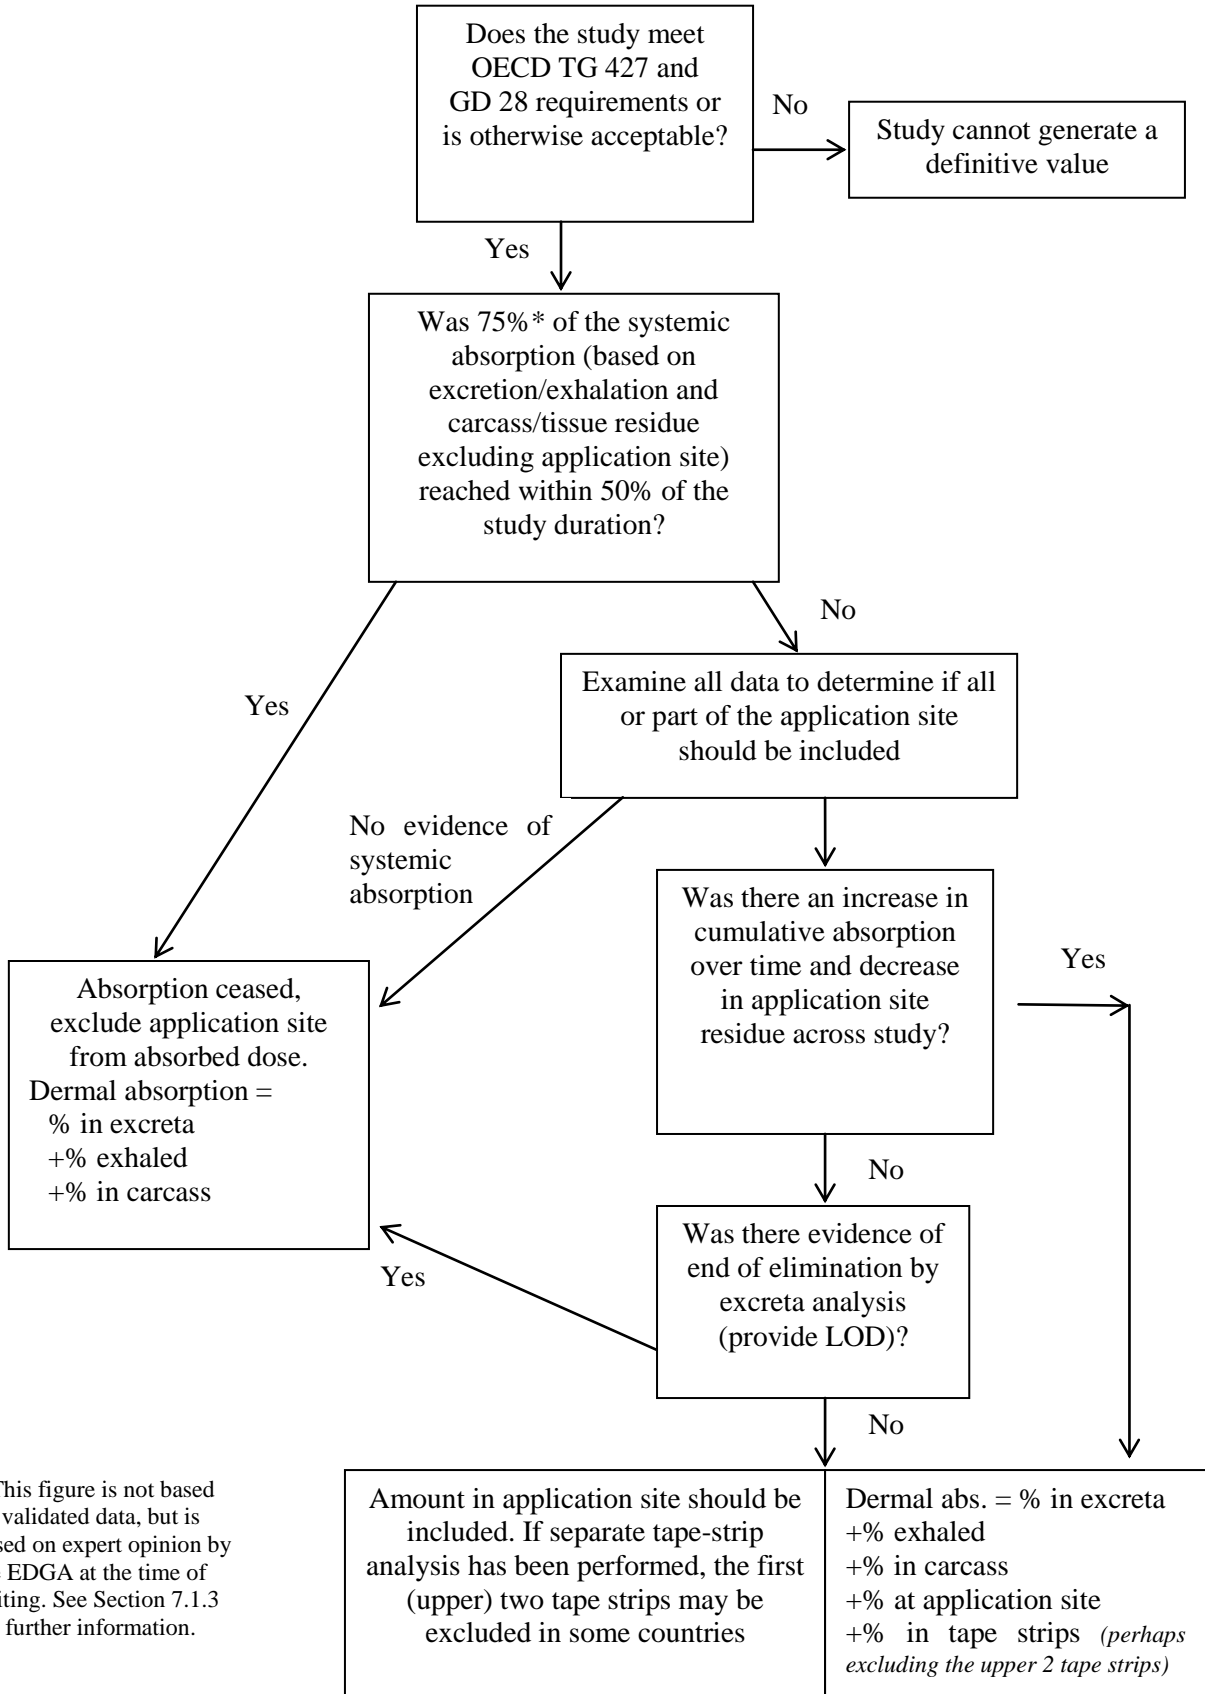 Does the study meet
OECD TG 427 and
GD 28 requirements or
is otherwise acceptable?
No
Study cannot generate a
definitive value
Yes
Was 75%* of the systemic
absorption (based on
excretion/exhalation and
carcass/tissue residue
excluding application site)
reached within 50% of the
study duration?
No
Yes
Examine all data to determine if all
or part of the application site
should be included
No evidence of
systemic
absorption
Was there an increase in
cumulative absorption
over time and decrease
in application site
residue across study?
Yes
Absorption ceased,
exclude application site
from absorbed dose.
Dermal absorption =
% in excreta
+% exhaled
+% in carcass
No
Was there evidence of
end of elimination by
excreta analysis
(provide LOD)?
Yes
No
This figure is not based
validated data, but is
sed on expert opinion by
EDGA at the time of
iting. See Section 7.1.3
further information.
Amount in application site should be
included. If separate tape-strip
analysis has been performed, the first
(upper) two tape strips may be
excluded in some countries
Dermal abs. = % in excreta
+% exhaled
+% in carcass
+% at application site
+% in tape strips (perhaps
excluding the upper 2 tape strips)